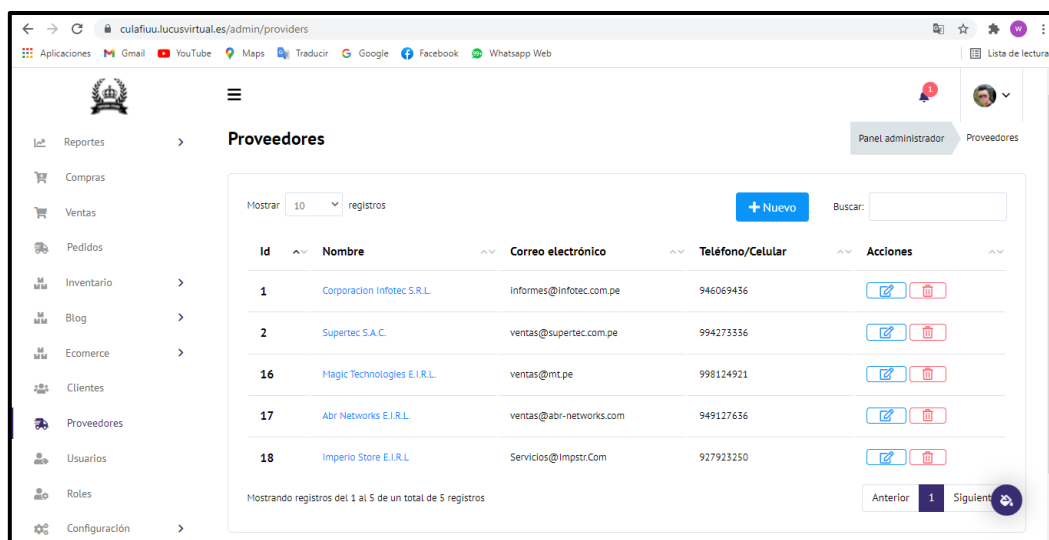 culafiuu.lucusvirtual.es/admin/providers W
Aplicaciones Gmail YouTube Maps Traducir Google Facebook 99+ Whatsapp Web Lista de lectura
1
Proveedores Panel administrador Proveedores
Reportes
Compras
Ventas
Pedidos
Inventario
Blog
Ecomerce
Clientes
Proveedores
Usuarios
Roles
Configuración
Mostrar 10 registros Nuevo Buscar:
Id Nombre Correo electrónico Teléfono/Celular Acciones
1 Corporacion Infotec S.R.L. informes@infotec.com.pe 946069436
2 Supertec S.A.C. ventas@supertec.com.pe 994273336
16 Magic Technologies E.I.R.L. ventas@mt.pe 998124921
17 Abr Networks E.I.R.L. ventas@abr-networks.com 949127636
18 Imperio Store E.I.R.L Servicios@Impstr.Com 927923250
Mostrando registros del 1 al 5 de un total de 5 registros Anterior 1 Siguient